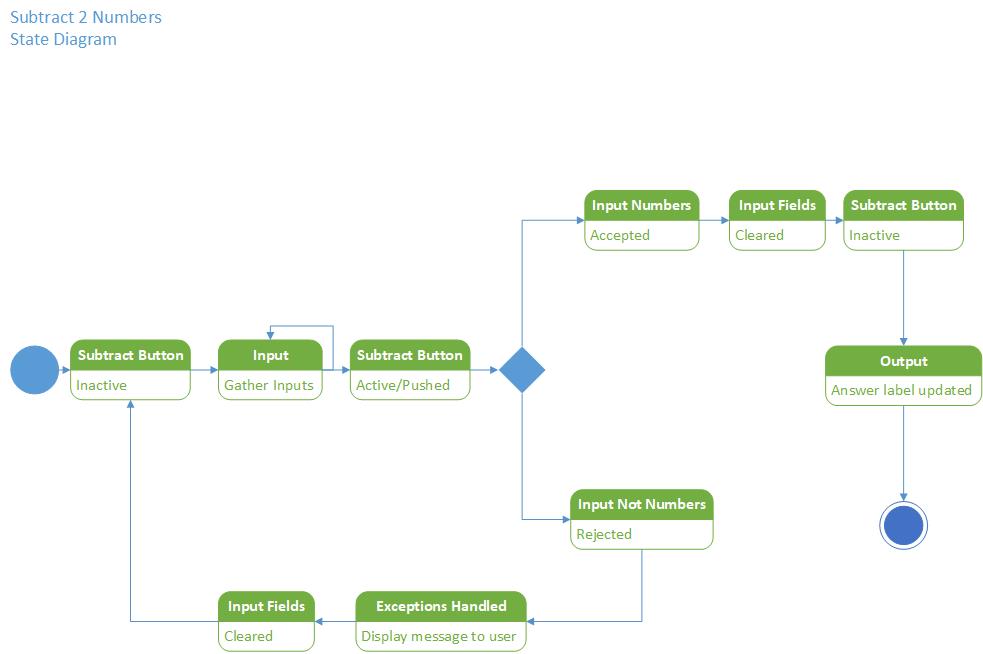 Subtract 2 Numbers
State Diagram
Input Numbers
Accepted
Input Fields
Cleared
Subtract Button
Inactive
Subtract Button
Inactive
Input
Gather Inputs
Subtract Button
Active/Pushed
Output
Answer label updated
Input Not Numbers
Rejected
Input Fields
Cleared
Exceptions Handled
Display message to user